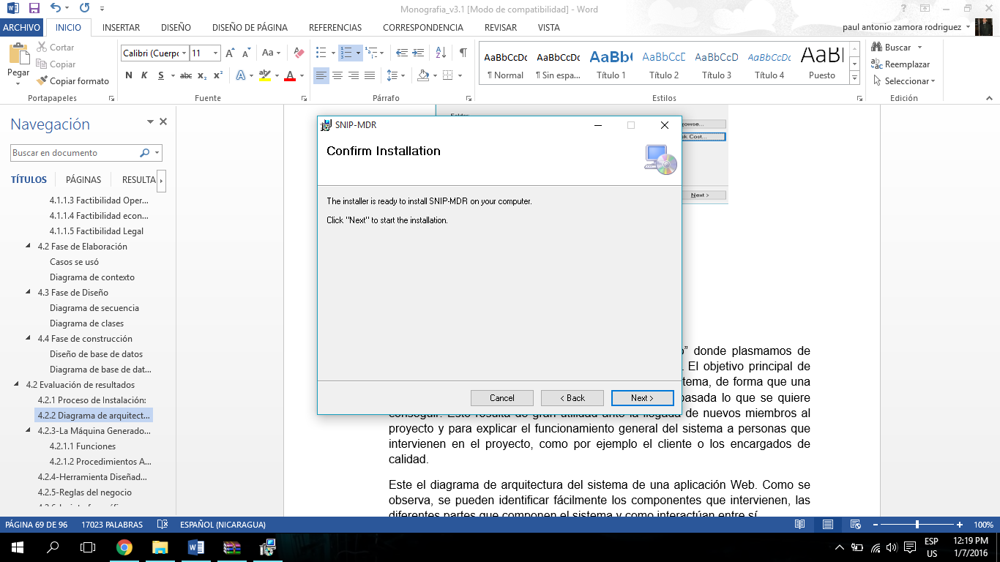 Monografia_v3.1 [Modo de compatibilidad] - Word
ARCHIVO INICIO INSERTAR DISEÑO DISEÑO DE PÁGINA REFERENCIAS CORRESPONDENCIA REVISAR VISTA paul antonio zamora rodriguez
Pegar
Cortar
Copiar
Copiar formato
Portapapeles
Calibri (Cuerp 11
Aa
N K S abc x₂ x²
Fuente
Párrafo
AaBbCcDc AaBbCcDc AaBb( AaBbCcD AaBbCcD AaBbCcDc AaBl
¶ Normal ¶ Sin espa... Título 1 Título 2 Título 3 Título 4 Puesto
Estilos
Buscar
Reemplazar
Seleccionar
Edición
Navegación
Buscar en documento
TÍTULOS PÁGINAS RESULTA
4.1.1.3 Factibilidad Oper...
4.1.1.4 Factibilidad econ...
4.1.1.5 Factibilidad Legal
4.2 Fase de Elaboración
Casos se usó
Diagrama de contexto
4.3 Fase de Diseño
Diagrama de secuencia
Diagrama de clases
4.4 Fase de construcción
Diseño de base de datos
Diagrama de base de dat...
4.2 Evaluación de resultados
4.2.1 Proceso de Instalación:
4.2.2 Diagrama de arquitect...
4.2.3-La Máquina Generado...
4.2.1.1 Funciones
4.2.1.2 Procedimientos A...
4.2.4-Herramienta Diseñad...
4.2.5-Reglas del negocio
SNIP-MDR
Confirm Installation
The installer is ready to install SNIP-MDR on your computer.
Click "Next" to start the installation.
Cancel < Back Next >
owse...
sk Cost...
Next >
o” donde plasmamos de
. El objetivo principal de
tema, de forma que una
pasada lo que se quiere
conseguir. Esto resulta de gran utilidad ante la llegada de nuevos miembros al
proyecto y para explicar el funcionamiento general del sistema a personas que
intervienen en el proyecto, como por ejemplo el cliente o los encargados de
calidad.
Este el diagrama de arquitectura del sistema de una aplicación Web. Como se
observa, se pueden identificar fácilmente los componentes que intervienen, las
diferentes partes que componen el sistema y como interactúan entre sí.
PÁGINA 69 DE 96 17023 PALABRAS ESPAÑOL (NICARAGUA) 100%
ESP
US
12:19 PM
1/7/2016